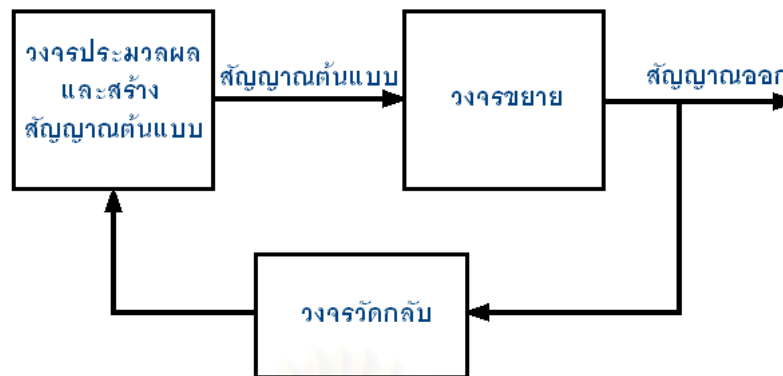 วงจรประมวลผล
และสร้าง
สัญญาณต้นแบบ
สัญญาณต้นแบบ
วงจรขยาย
สัญญาณออก
วงจรวัดกลับ